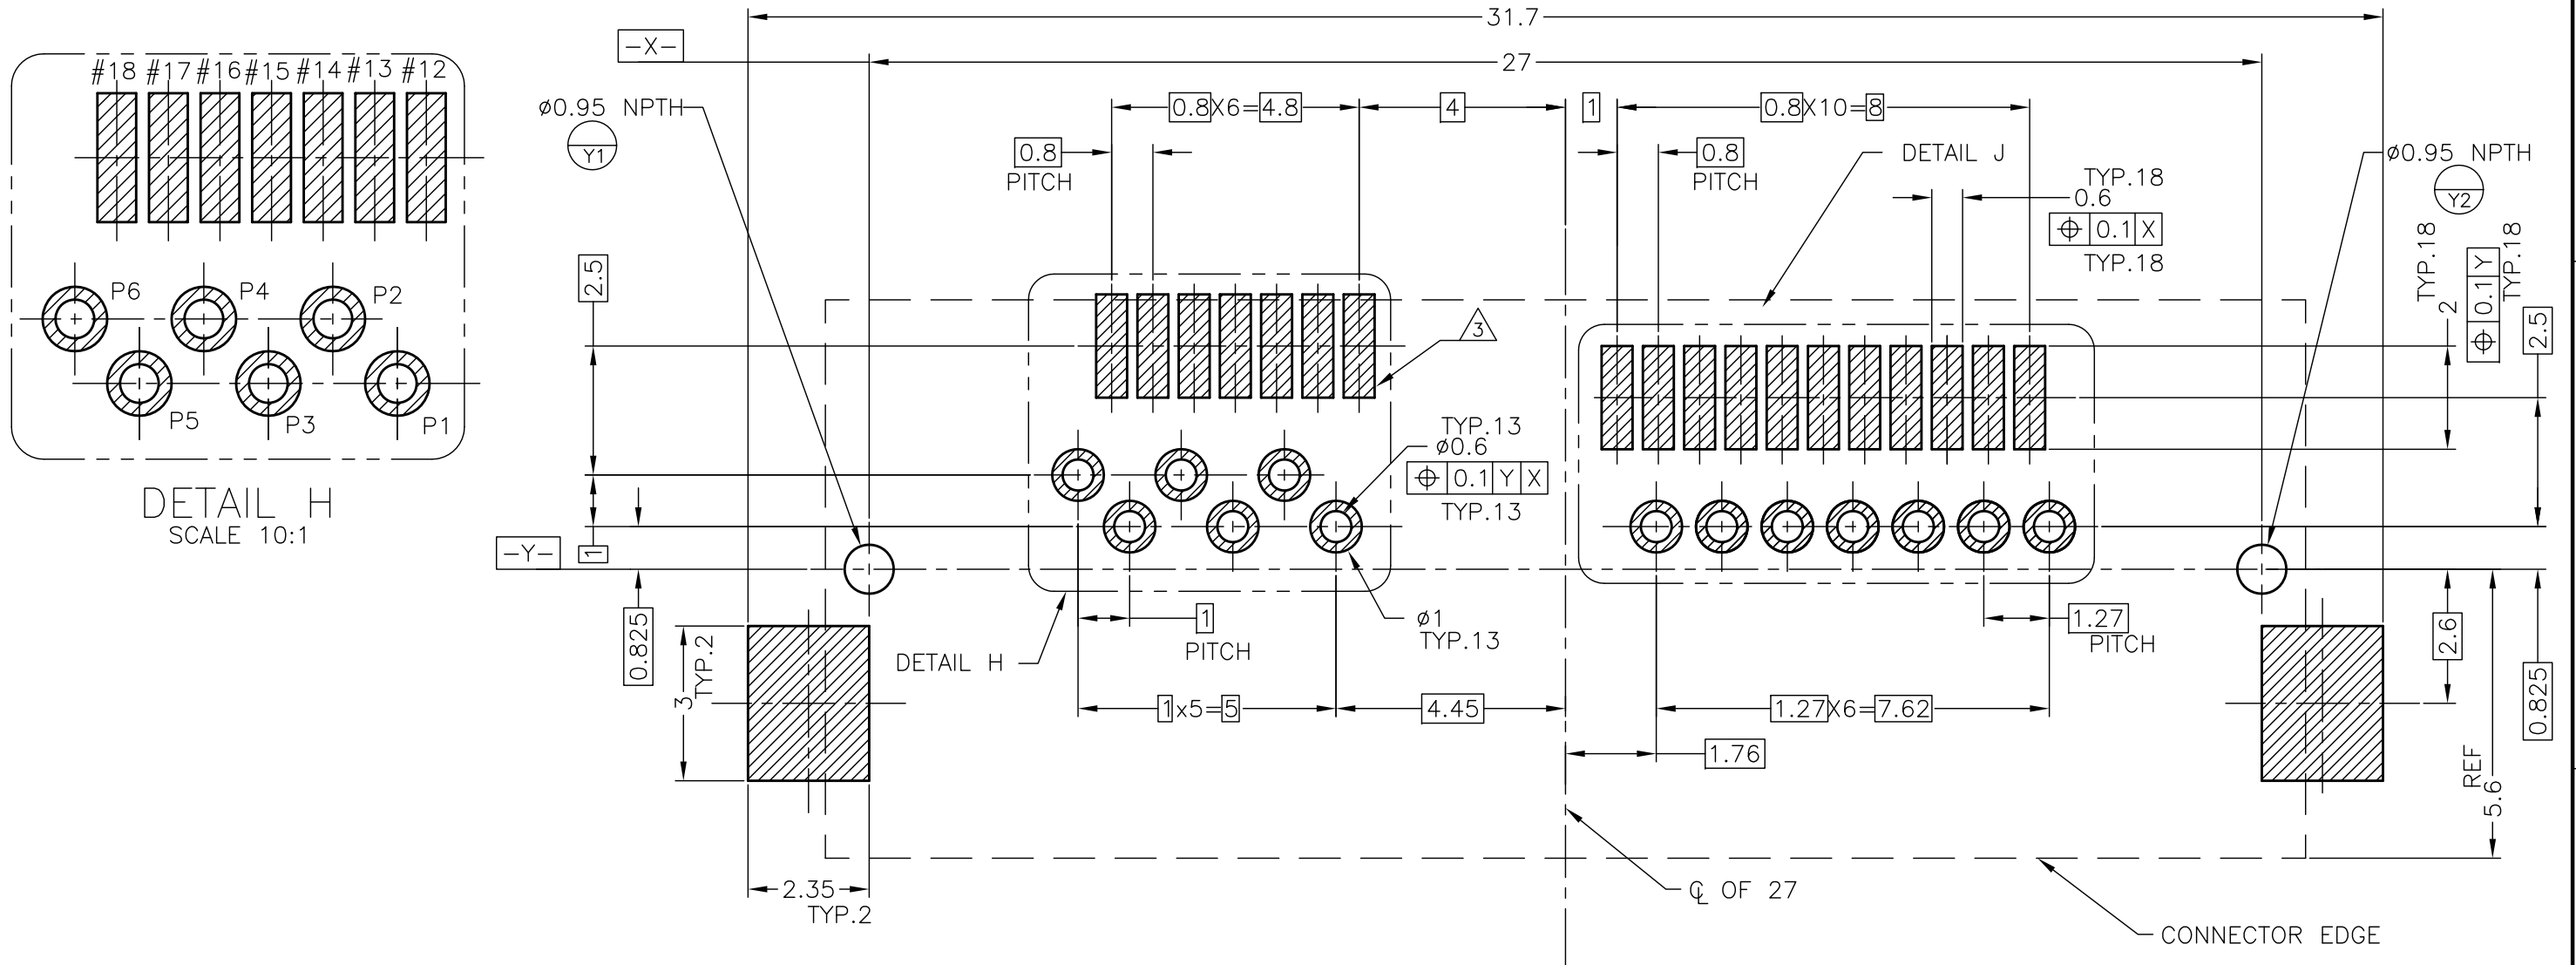 31.7
-X-
27
#18 #17 #16 #15 #14 #13 #12
ø0.95 NPTH
Y1
0.8X6=4.8
4
1
0.8X10=8
0.8
PITCH
0.8
PITCH
DETAIL J
TYP.18
0.6
⌖ 0.1 X
TYP.18
ø0.95 NPTH
Y2
TYP.18
2
⌖ 0.1 Y
TYP.18
2.5
2.5
3
P6
P4
P2
P5
P3
P1
DETAIL H
SCALE 10:1
TYP.13
ø0.6
⌖ 0.1 Y X
TYP.13
-Y-
1
0.825
3
TYP.2
DETAIL H
1
PITCH
ø1
TYP.13
1.27
PITCH
2.6
0.825
1x5=5
4.45
1.27X6=7.62
1.76
REF
5.6
2.35
TYP.2
℄ OF 27
CONNECTOR EDGE